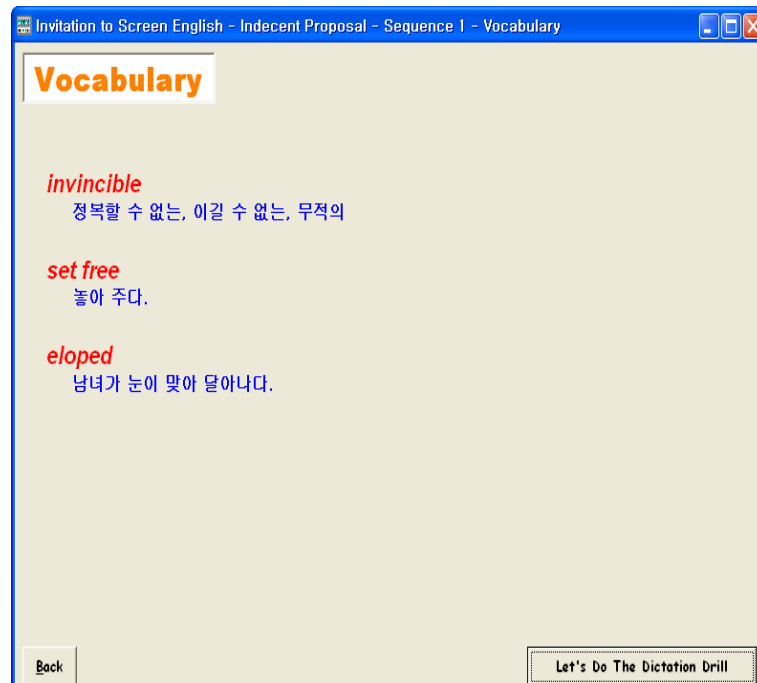 Invitation to Screen English - Indecent Proposal - Sequence 1 - Vocabulary
Vocabulary
invincible
정복할 수 없는, 이길 수 없는, 무적의
set free
놓아 주다.
eloped
남녀가 눈이 맞아 달아나다.
Back
Let's Do The Dictation Drill